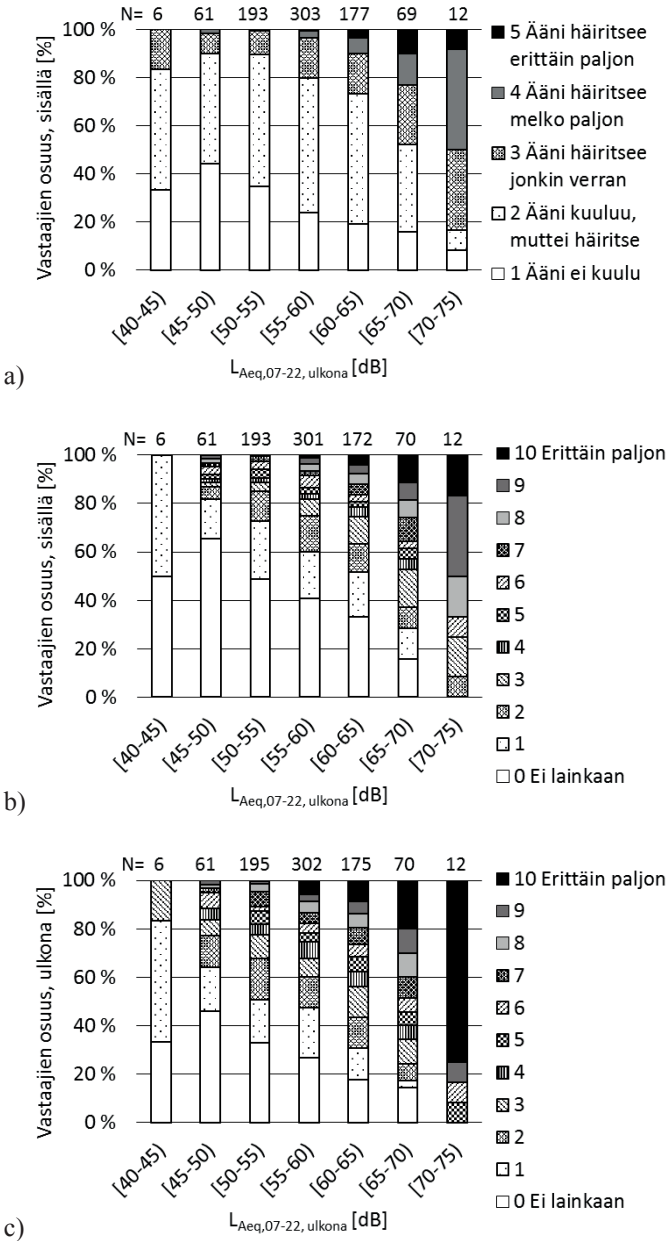 N= 6 61 193 303 177 69 12
Vastaajien osuus, sisällä [%]
100 %
80 %
60 %
40 %
20 %
0 %
[40-45) [45-50) [50-55) [55-60) [60-65) [65-70) [70-75)
LAeq,07-22, ulkona [dB]
5 Ääni häiritsee
erittäin paljon
4 Ääni häiritsee
melko paljon
3 Ääni häiritsee
jonkin verran
2 Ääni kuuluu,
muttei häiritse
1 Ääni ei kuulu
a)
N= 6 61 193 301 172 70 12
Vastaajien osuus, sisällä [%]
100 %
80 %
60 %
40 %
20 %
0 %
[40-45) [45-50) [50-55) [55-60) [60-65) [65-70) [70-75)
LAeq,07-22, ulkona [dB]
10 Erittäin paljon
9
8
7
6
5
4
3
2
1
0 Ei lainkaan
b)
N= 6 61 195 302 175 70 12
Vastaajien osuus, ulkona [%]
100 %
80 %
60 %
40 %
20 %
0 %
[40-45) [45-50) [50-55) [55-60) [60-65) [65-70) [70-75)
LAeq,07-22, ulkona [dB]
10 Erittäin paljon
9
8
7
6
5
4
3
2
1
0 Ei lainkaan
c)